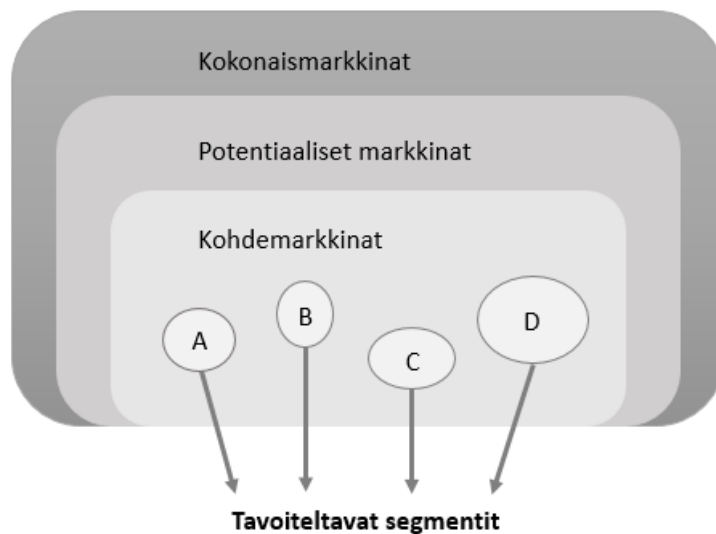 Kokonaismarkkinat
Potentiaaliset markkinat
Kohdemarkkinat
A
B
C
D
Tavoiteltavat segmentit